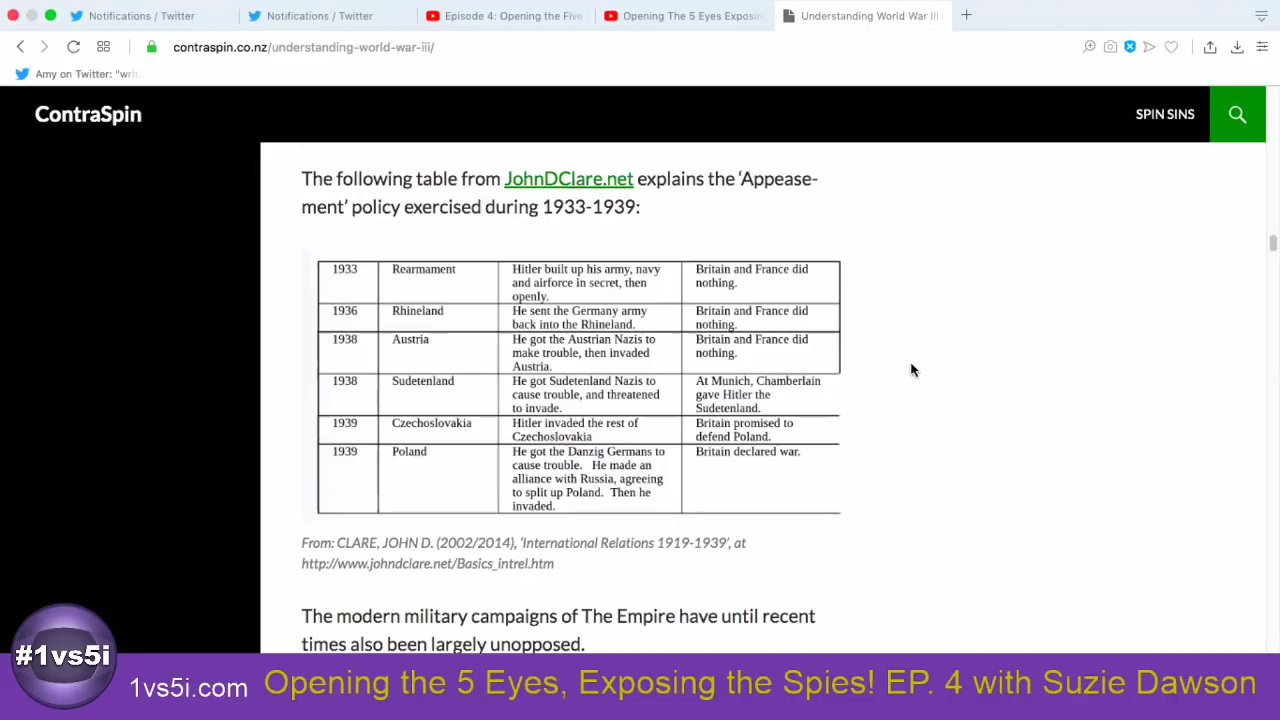 Notifications / Twitter
Notifications / Twitter
Episode 4: Opening the Five
Opening The 5 Eyes Exposin
Understanding World War III
contraspin.co.nz/understanding-world-war-iii/
Amy on Twitter: "writ
ContraSpin
SPIN SINS
The following table from JohnDClare.net explains the ‘Appease-
ment’ policy exercised during 1933-1939:
1933 Rearmament Hitler built up his army, navy Britain and France did
and airforce in secret, then nothing.
openly.
1936 Rhineland He sent the Germany army Britain and France did
back into the Rhineland. nothing.
1938 Austria He got the Austrian Nazis to Britain and France did
make trouble, then invaded nothing.
Austria.
1938 Sudetenland He got Sudetenland Nazis to At Munich, Chamberlain
cause trouble, and threatened gave Hitler the
to invade. Sudetenland.
1939 Czechoslovakia Hitler invaded the rest of Britain promised to
Czechoslovakia defend Poland.
1939 Poland He got the Danzig Germans to Britain declared war.
cause trouble. He made an
alliance with Russia, agreeing
to split up Poland. Then he
invaded.
From: CLARE, JOHN D. (2002/2014), ‘International Relations 1919-1939’, at
http://www.johndclare.net/Basics_intrel.htm
The modern military campaigns of The Empire have until recent
times also been largely unopposed.
#1vs5i
1vs5i.com
Opening the 5 Eyes, Exposing the Spies! EP. 4 with Suzie Dawson